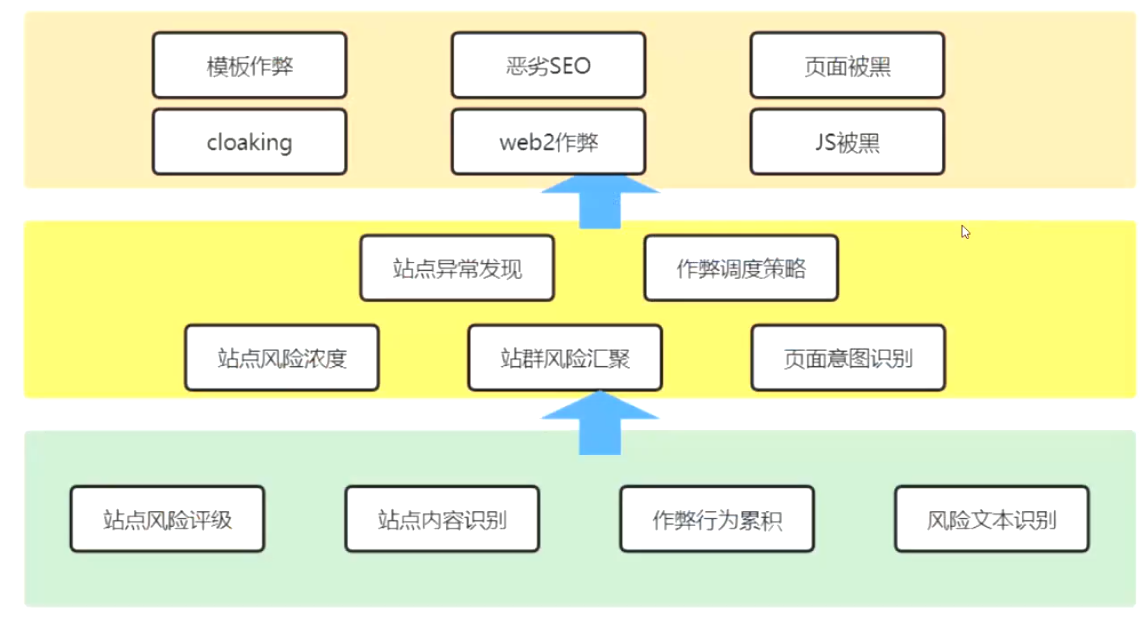 模板作弊
恶劣SEO
页面被黑
cloaking
web2作弊
JS被黑
站点异常发现
作弊调度策略
站点风险浓度
站群风险汇聚
页面意图识别
站点风险评级
站点内容识别
作弊行为累积
风险文本识别